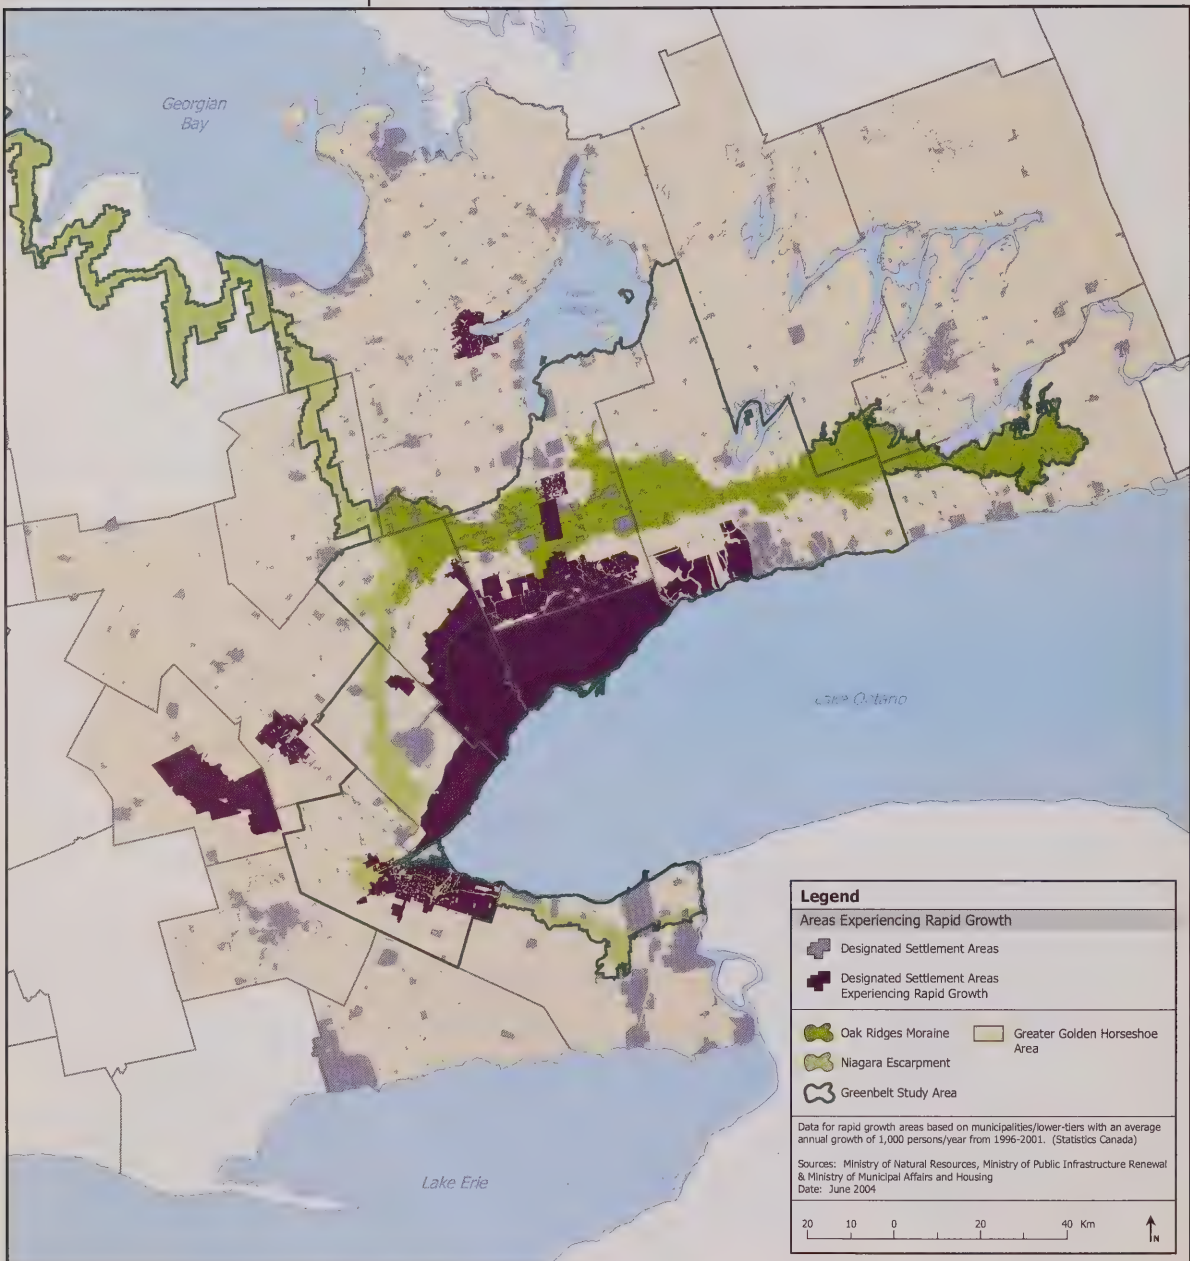 Georgian
Bay
Lake Ontario
Lake Erie
Legend
Areas Experiencing Rapid Growth
Designated Settlement Areas
Designated Settlement Areas
Experiencing Rapid Growth
Oak Ridges Moraine
Greater Golden Horseshoe
Area
Niagara Escarpment
Greenbelt Study Area
Data for rapid growth areas based on municipalities/lower-tiers with an average
annual growth of 1,000 persons/year from 1996-2001. (Statistics Canada)
Sources: Ministry of Natural Resources, Ministry of Public Infrastructure Renewal
& Ministry of Municipal Affairs and Housing
Date: June 2004
20 10 0 20 40 Km
N